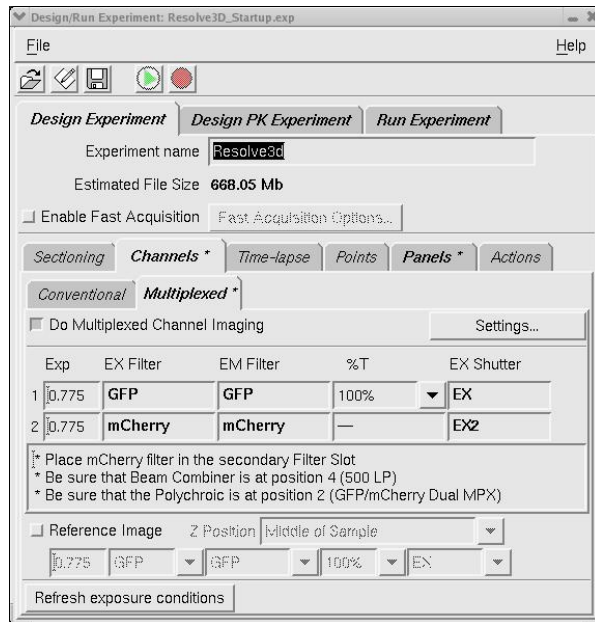 Design/Run Experiment: Resolve3D_Startup.exp
File Help
Design Experiment Design PK Experiment Run Experiment
Experiment name Resolve3d
Estimated File Size 668.05 Mb
Enable Fast Acquisition Fast Acquisition Options...
Sectioning Channels * Time-lapse Points Panels * Actions
Conventional Multiplexed *
Do Multiplexed Channel Imaging Settings...
Exp EX Filter EM Filter %T EX Shutter
1 0.775 GFP GFP 100% EX
2 0.775 mCherry mCherry — EX2
* Place mCherry filter in the secondary Filter Slot
* Be sure that Beam Combiner is at position 4 (500 LP)
* Be sure that the Polychroic is at position 2 (GFP/mCherry Dual MPX)
Reference Image Z Position Middle of Sample
0.775 GFP GFP 100% EX
Refresh exposure conditions